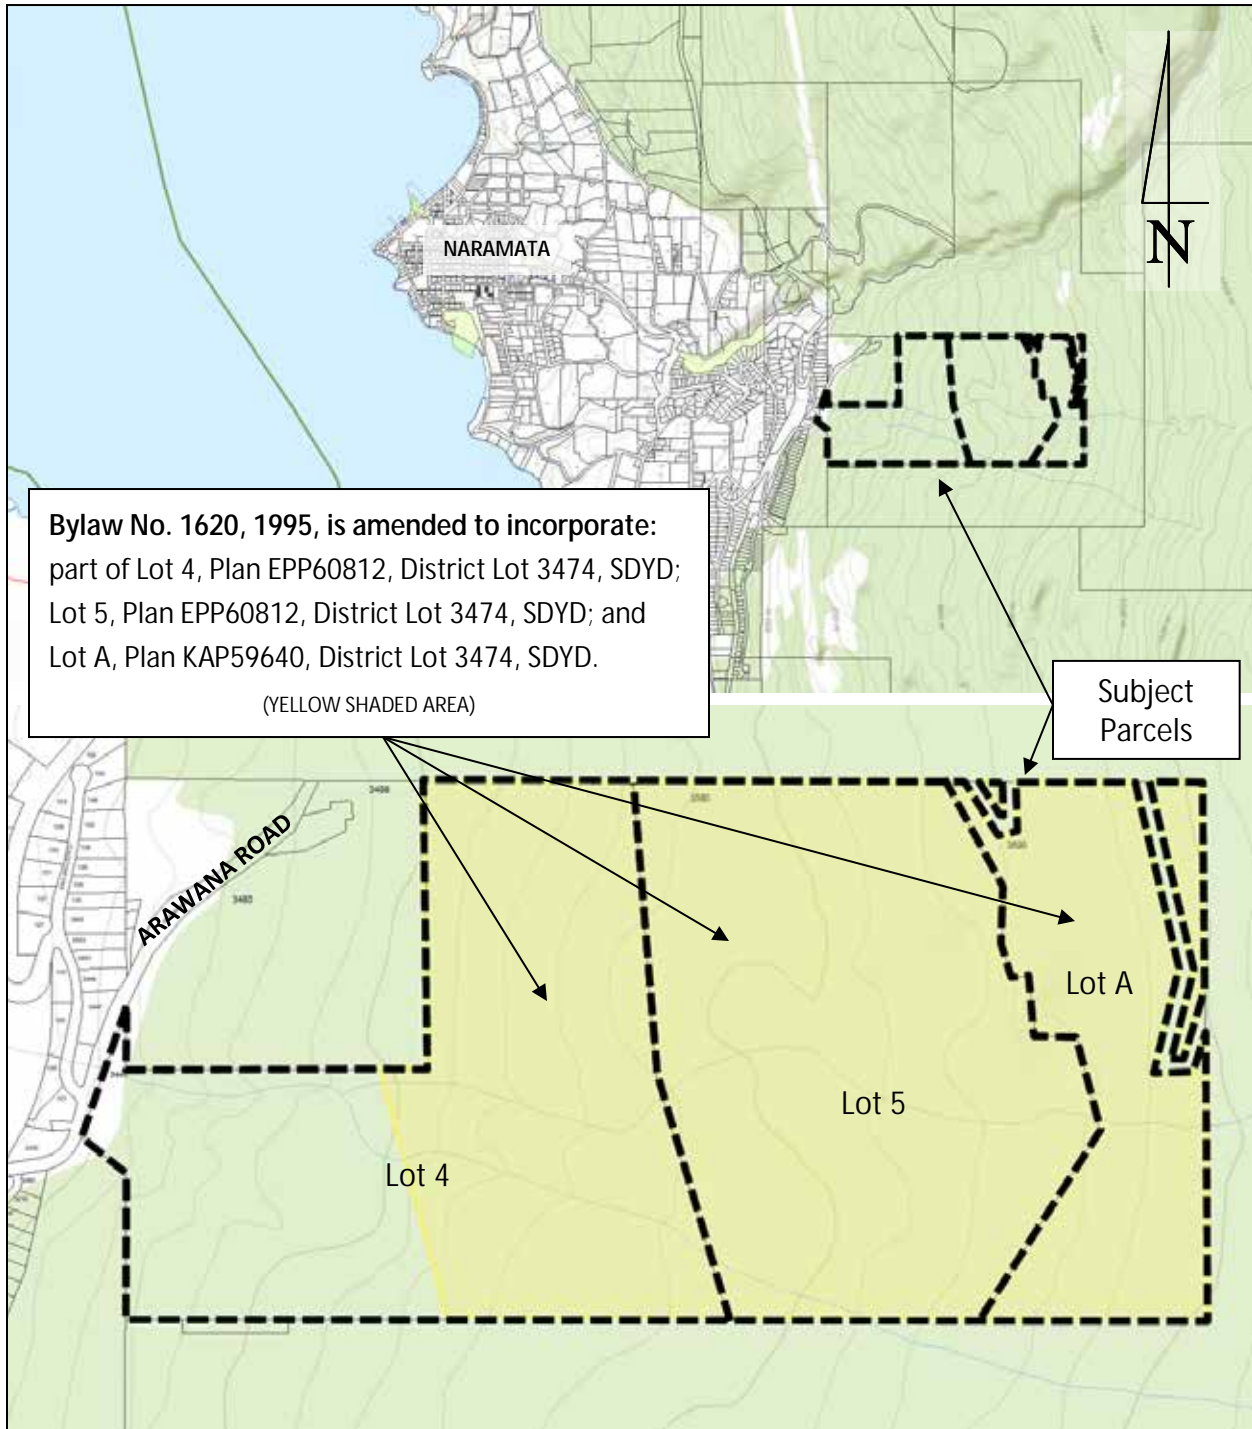 NARAMATA
N
Bylaw No. 1620, 1995, is amended to incorporate:
part of Lot 4, Plan EPP60812, District Lot 3474, SDYD;
Lot 5, Plan EPP60812, District Lot 3474, SDYD; and
Lot A, Plan KAP59640, District Lot 3474, SDYD.
(YELLOW SHADED AREA)
Subject
Parcels
ARAWANA ROAD
3480
Lot A
Lot 5
Lot 4